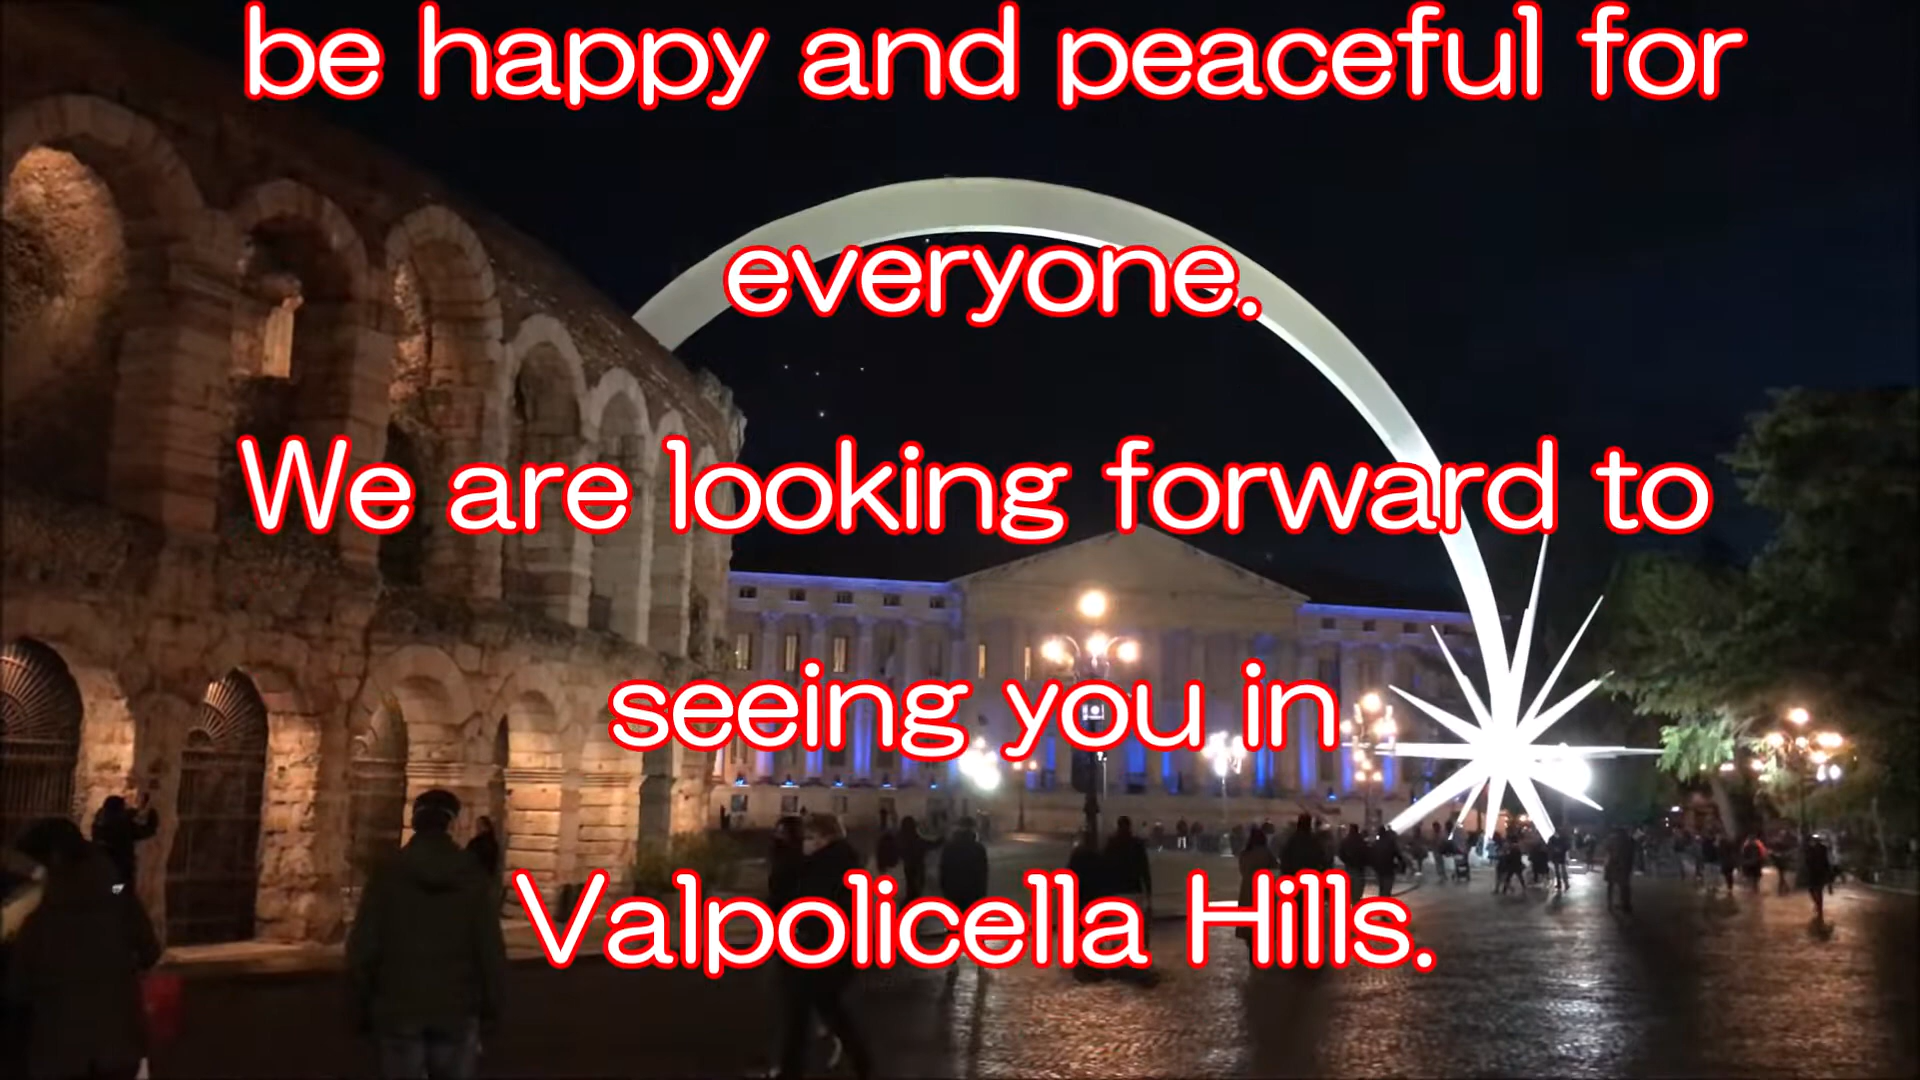 be happy and peaceful for
everyone.
We are looking forward to
seeing you in
Valpolicella Hills.